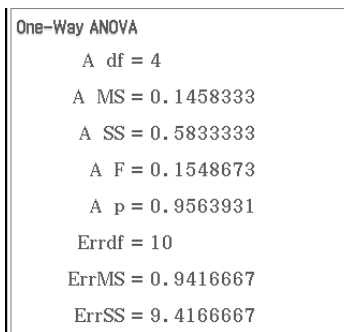 One-Way ANOVA
A df = 4
A MS = 0.1458333
A SS = 0.5833333
A F = 0.1548673
A p = 0.9563931
Errdf = 10
ErrMS = 0.9416667
ErrSS = 9.4166667